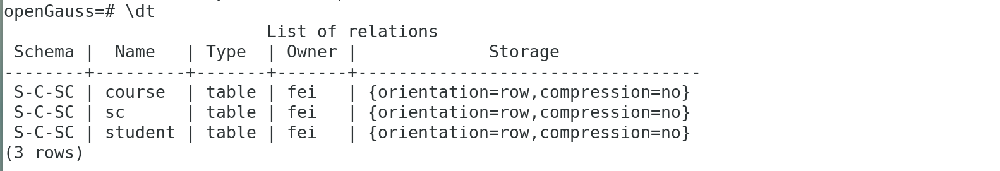 openGauss=# \dt
                          List of relations
 Schema |  Name   | Type  | Owner |             Storage
--------+---------+-------+-------+----------------------------------
 S-C-SC | course  | table | fei   | {orientation=row,compression=no}
 S-C-SC | sc      | table | fei   | {orientation=row,compression=no}
 S-C-SC | student | table | fei   | {orientation=row,compression=no}
(3 rows)